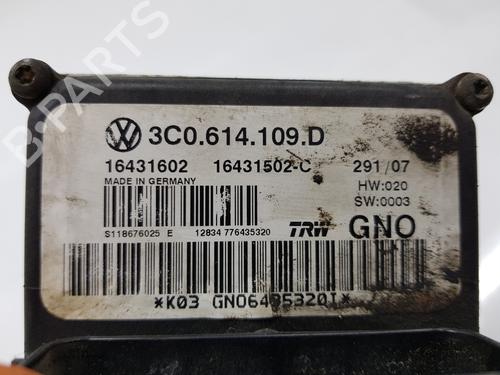 3C0.614.109.D
16431602 16431502-C 291/07
MADE IN GERMANY HW:020
SW:0003
S118676025 E 12834 776435320 TRW GNO
*K03 GNO6435320I*
B-PARTS